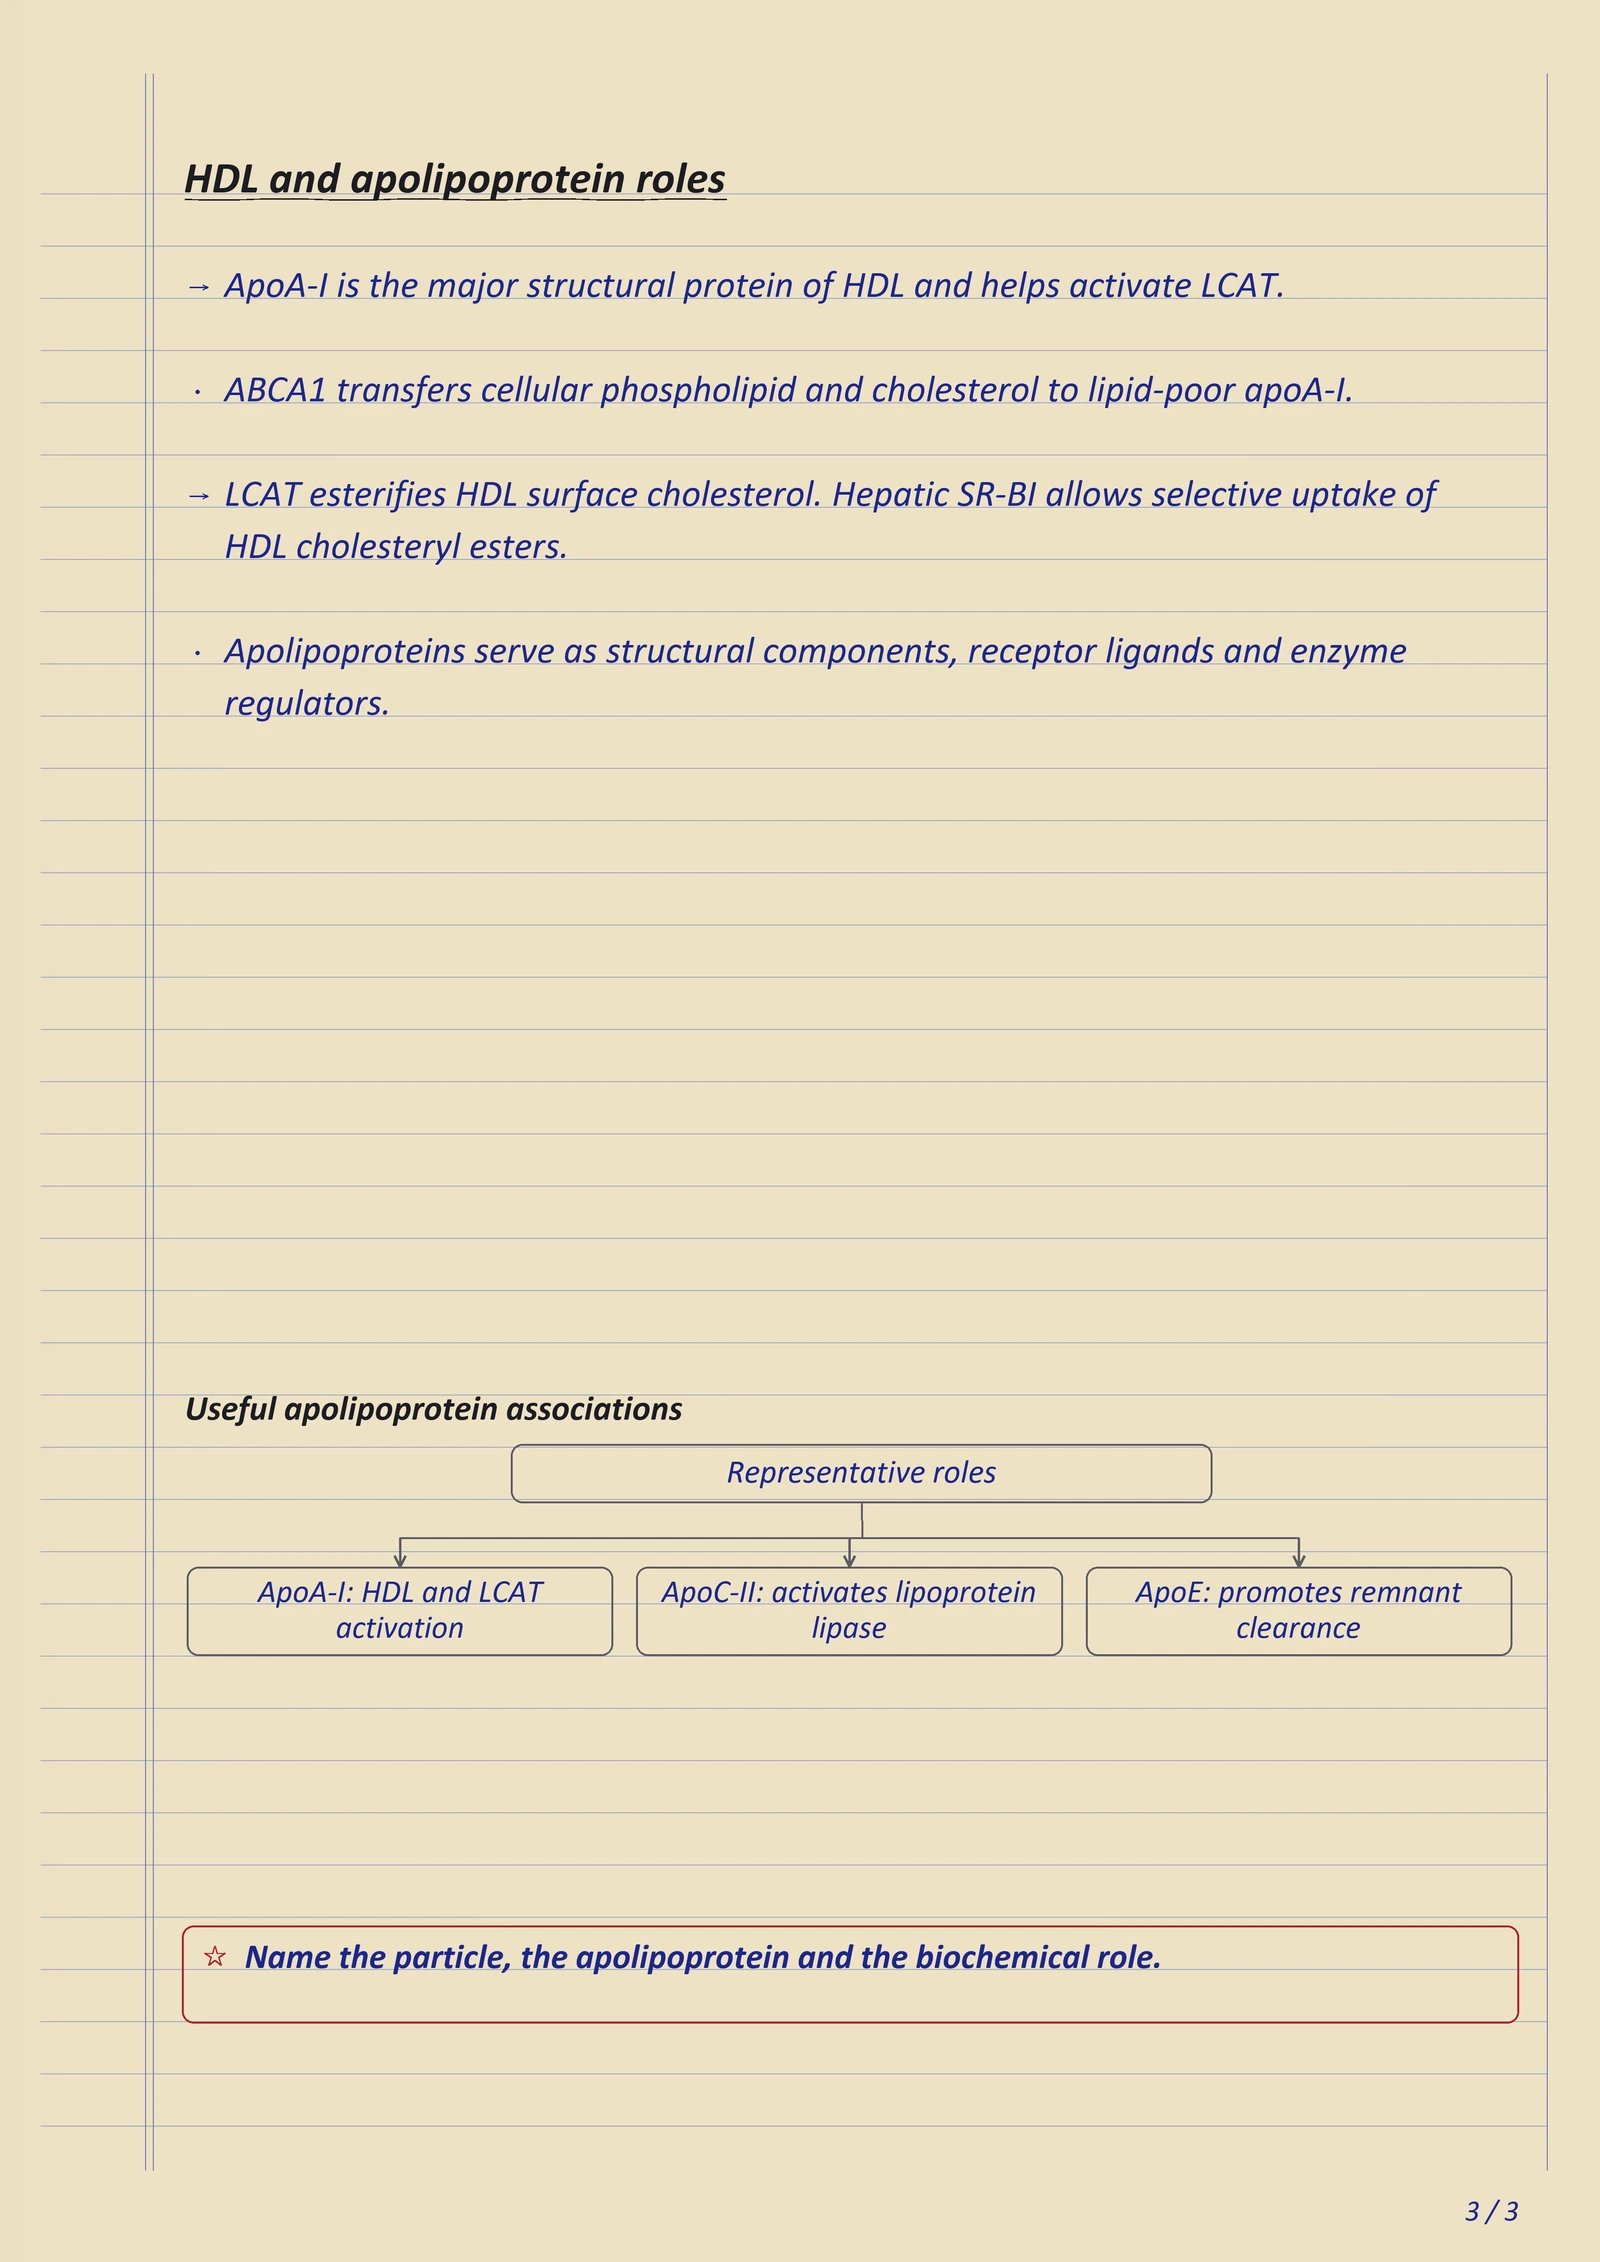 HDL and apolipoprotein roles
→ ApoA-I is the major structural protein of HDL and helps activate LCAT.
· ABCA1 transfers cellular phospholipid and cholesterol to lipid-poor apoA-I.
→ LCAT esterifies HDL surface cholesterol. Hepatic SR-BI allows selective uptake of
HDL cholesteryl esters.
· Apolipoproteins serve as structural components, receptor ligands and enzyme
regulators.
Useful apolipoprotein associations
Representative roles
ApoA-I: HDL and LCAT
activation
ApoC-II: activates lipoprotein
lipase
ApoE: promotes remnant
clearance
☆ Name the particle, the apolipoprotein and the biochemical role.
3 / 3